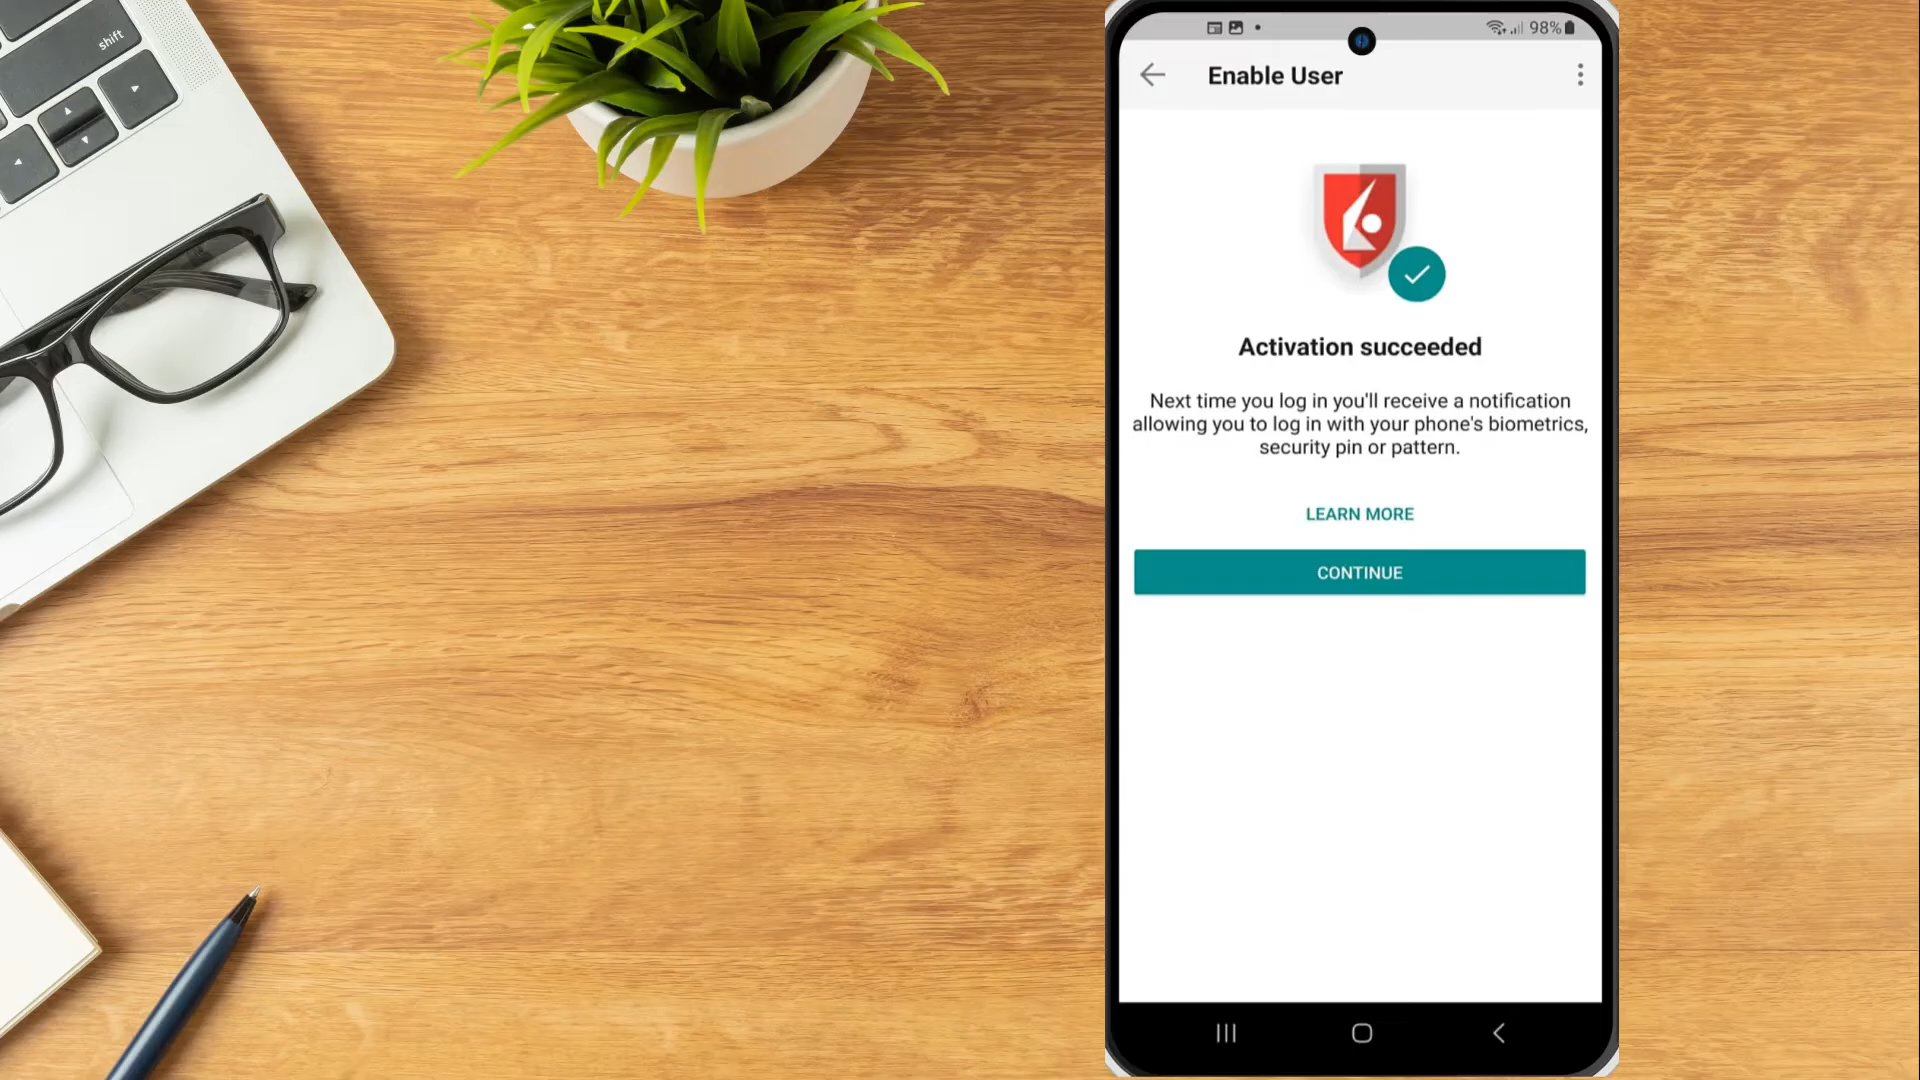 shift
98%
Enable User
Activation succeeded
Next time you log in you'll receive a notification
allowing you to log in with your phone's biometrics,
security pin or pattern.
LEARN MORE
CONTINUE